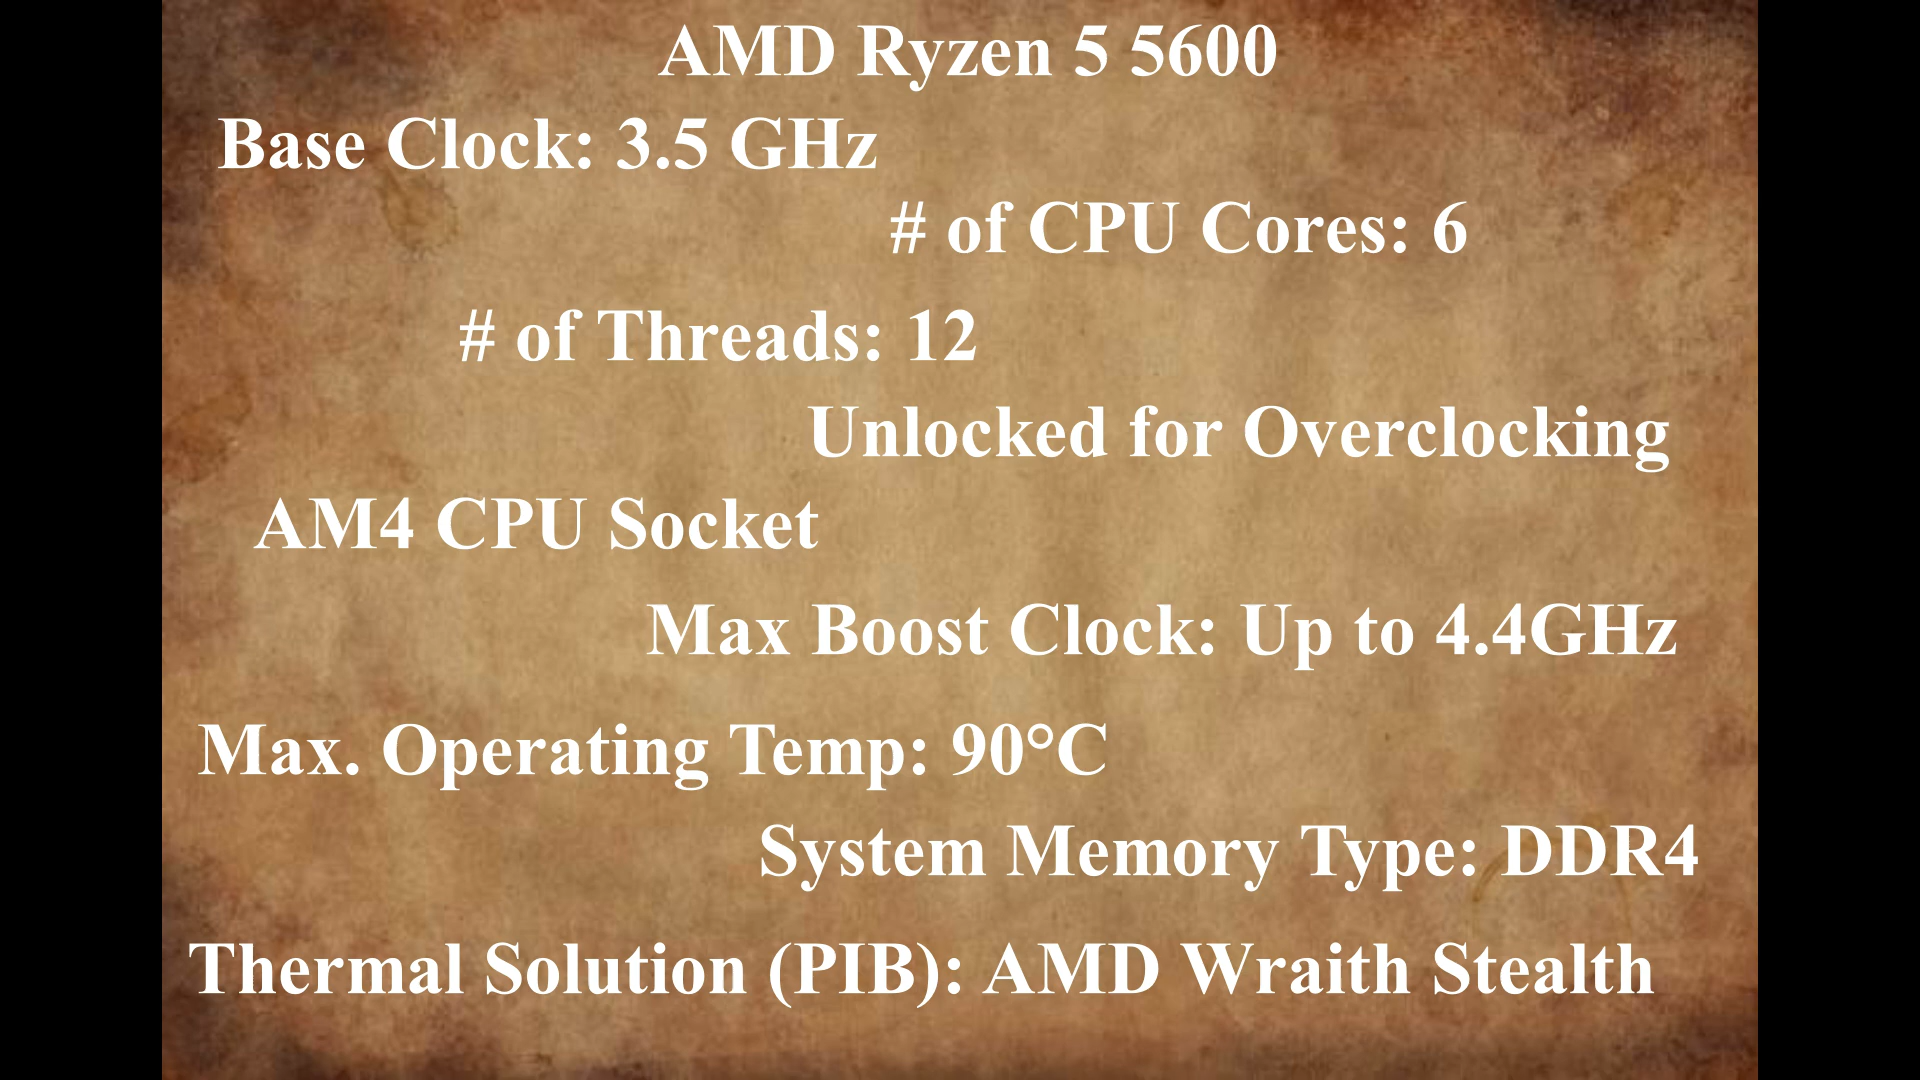 AMD Ryzen 5 5600
Base Clock: 3.5 GHz
# of CPU Cores: 6
# of Threads: 12
Unlocked for Overclocking
AM4 CPU Socket
Max Boost Clock: Up to 4.4GHz
Max. Operating Temp: 90°C
System Memory Type: DDR4
Thermal Solution (PIB): AMD Wraith Stealth